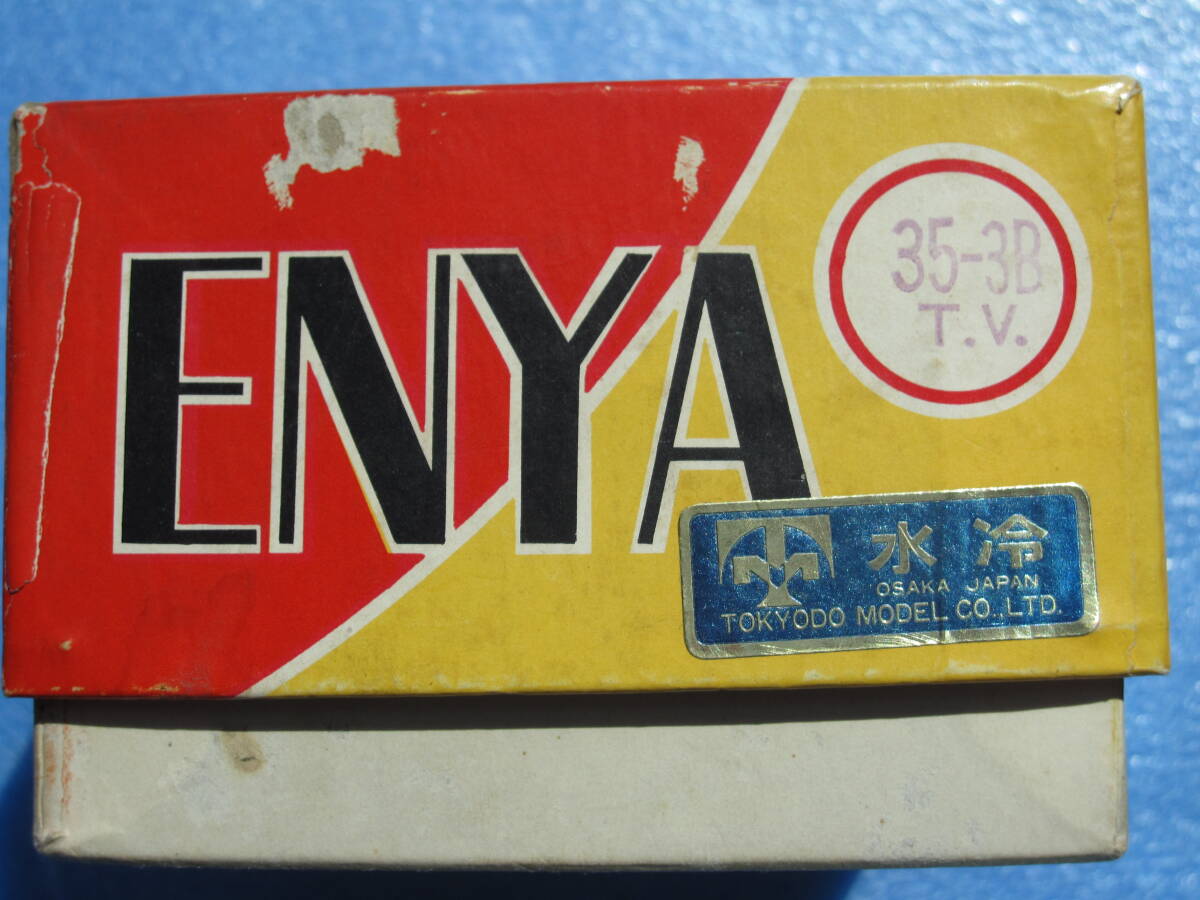 ENYA
35-3B
T.V.
水冷
OSAKA JAPAN
TOKYODO MODEL CO.,LTD.